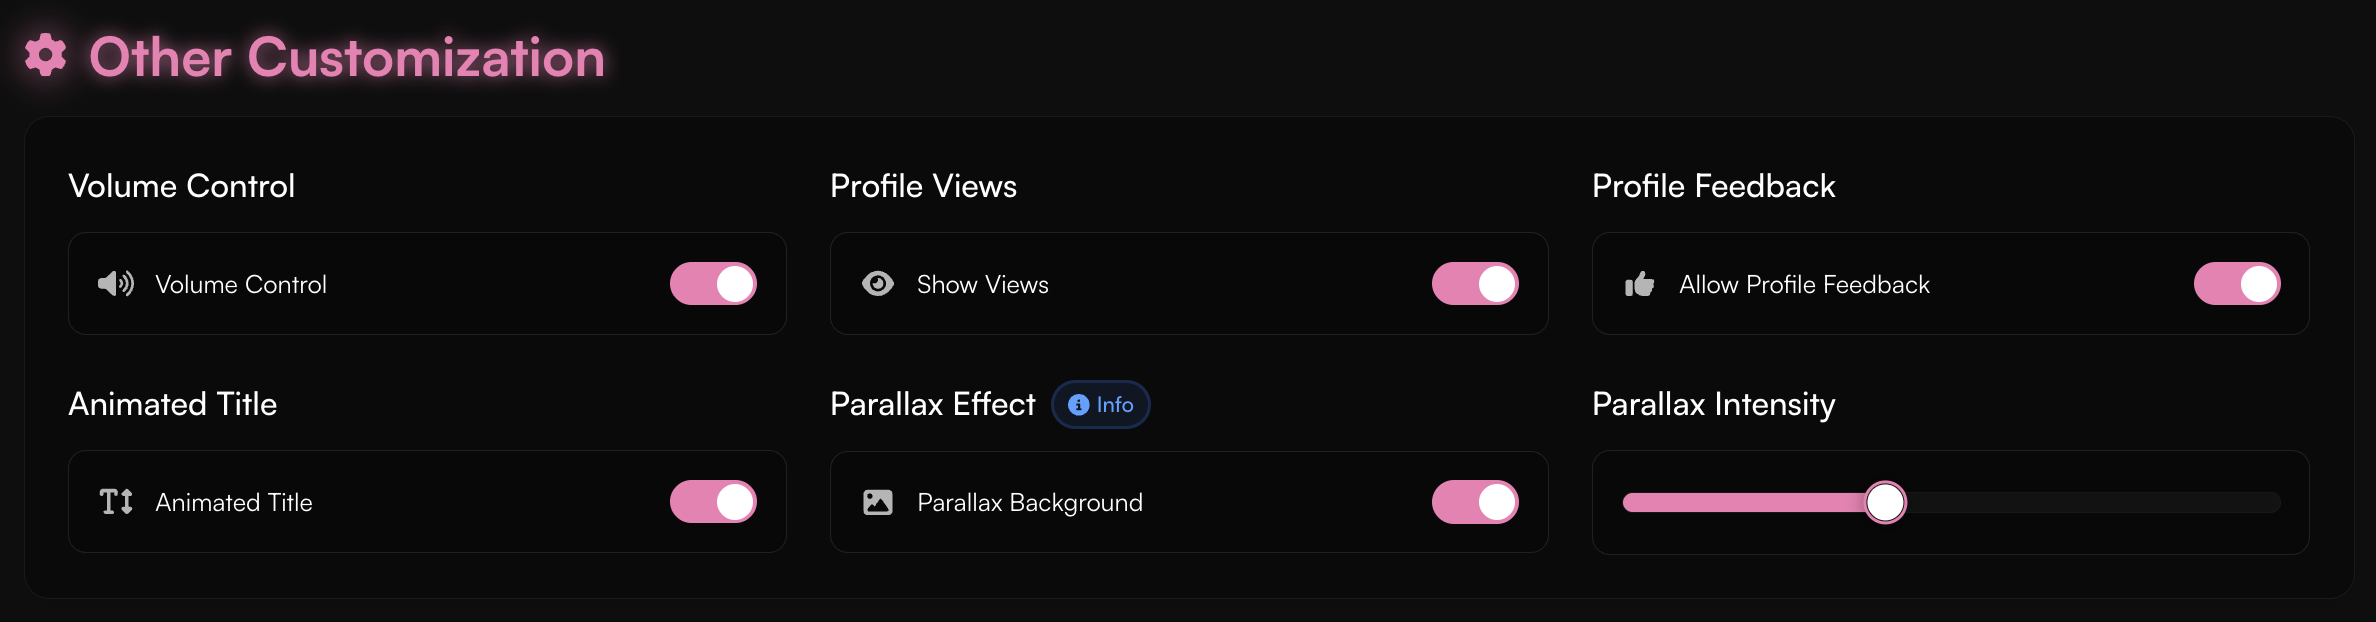 Other Customization
Volume Control
Profile Views
Profile Feedback
Volume Control
Show Views
Allow Profile Feedback
Animated Title
Parallax Effect
Info
Parallax Intensity
Animated Title
Parallax Background